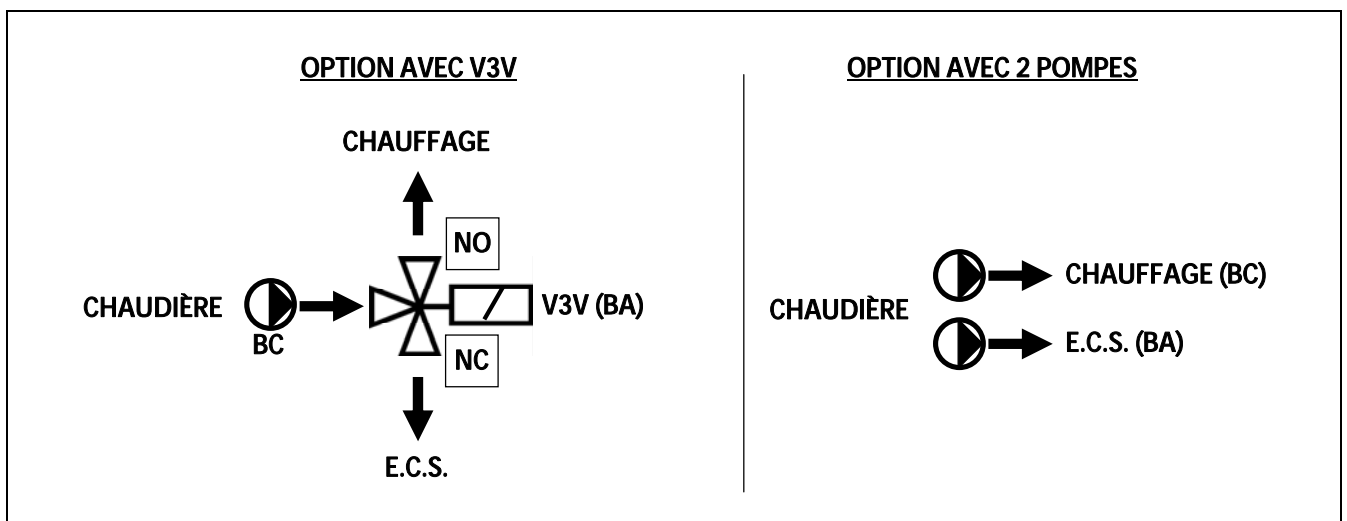 OPTION AVEC V3V
CHAUFFAGE
NO
CHAUDIÈRE
BC
V3V (BA)
NC
E.C.S.
OPTION AVEC 2 POMPES
CHAUDIÈRE
CHAUFFAGE (BC)
E.C.S. (BA)